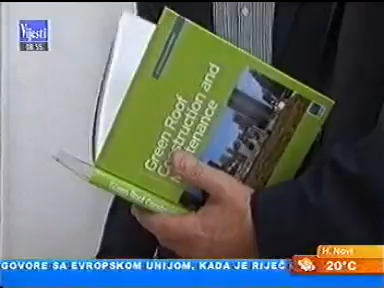 Vijesti
08:55
Green Roof
Construction and
Maintenance
Green Roof Constr
H. Novi
20°C
GOVORE SA EVROPSKOM UNIJOM, KADA JE RIJEČ